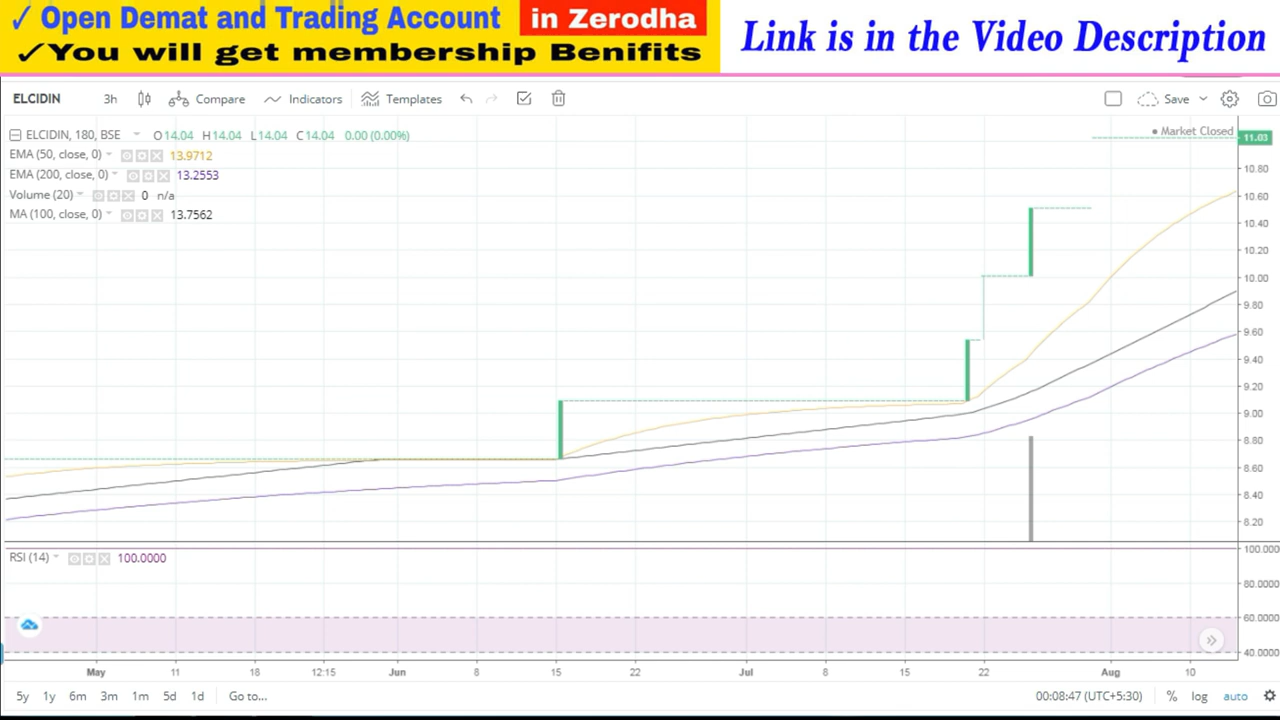 ✓ Open Demat and Trading Account in Zerodha
✓You will get membership Benifits
Link is in the Video Description
ELCIDIN 3h Compare Indicators Templates Save
ELCIDIN, 180, BSE O14.04 H14.04 L14.04 C14.04 0.00 (0.00%)
Market Closed
11.03
EMA (50, close, 0) 13.9712
EMA (200, close, 0) 13.2553
Volume (20) 0 n/a
MA (100, close, 0) 13.7562
10.80
10.60
10.40
10.20
10.00
9.80
9.60
9.40
9.20
9.00
8.80
8.60
8.40
8.20
RSI (14) 100.0000
100.0000
80.0000
60.0000
40.0000
May 11 18 12:15 Jun 8 15 22 Jul 8 15 22 Aug 10
5y 1y 6m 3m 1m 5d 1d Go to... 00:08:47 (UTC+5:30) % log auto